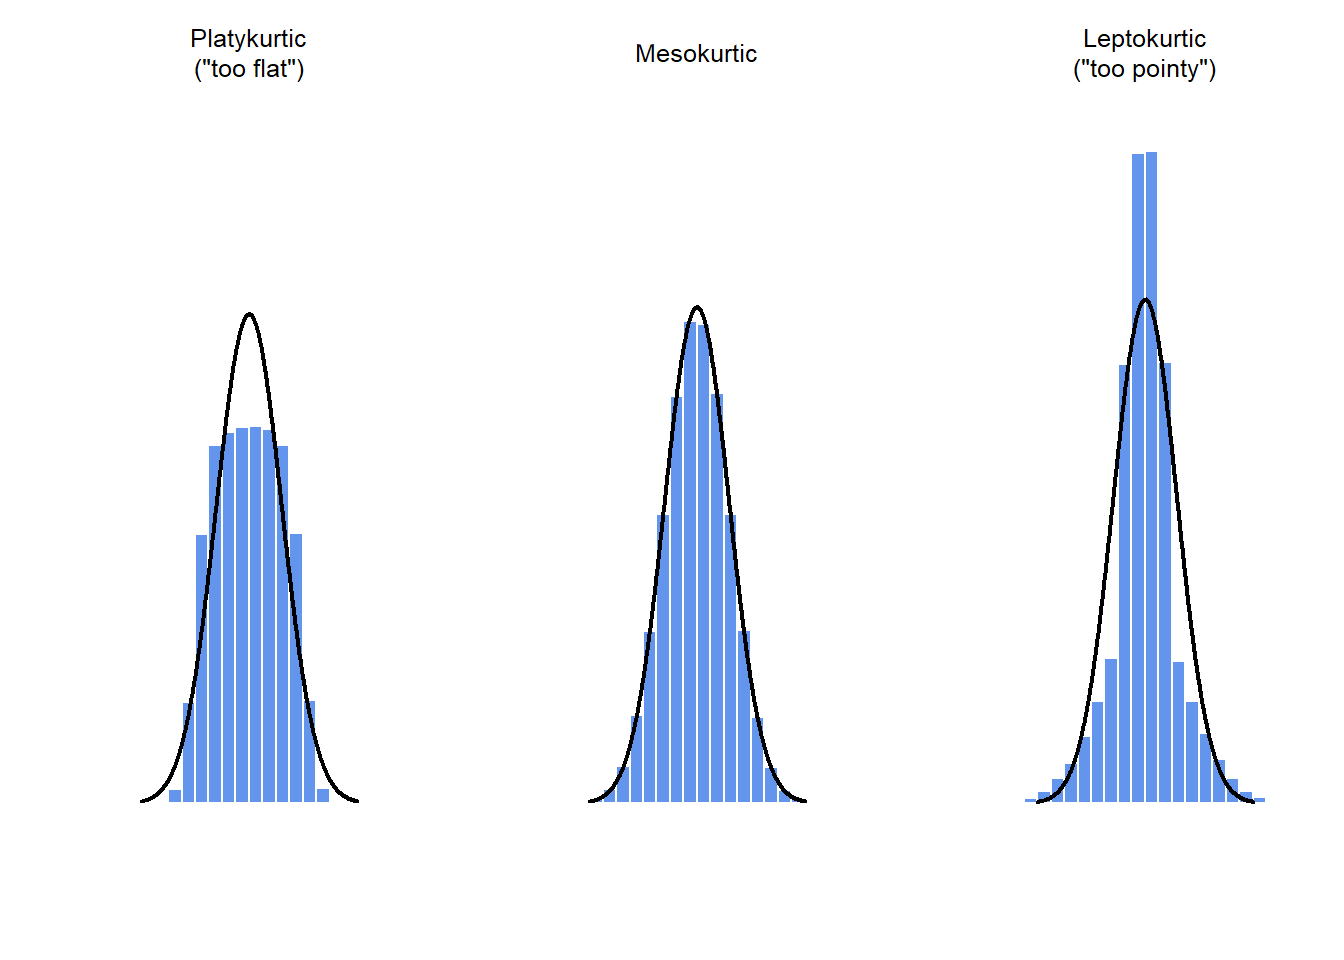 Platykurtic
("too flat")
Mesokurtic
Leptokurtic
("too pointy")